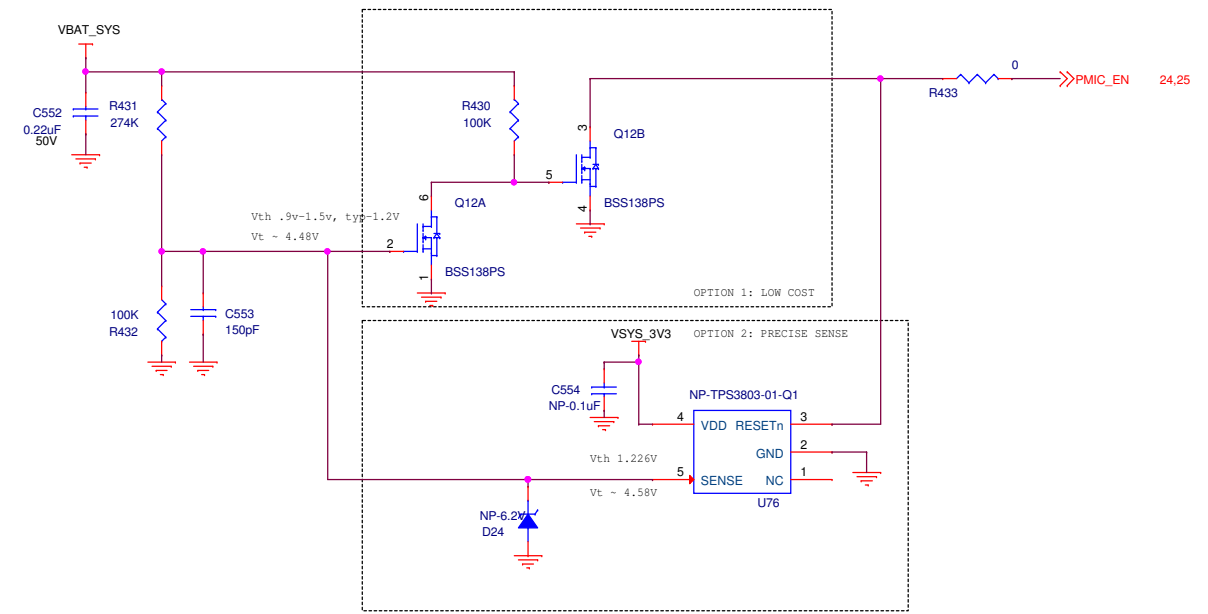 VBAT_SYS
C552
0.22uF
50V
R431
274K
R430
100K
3
Q12B
5
4
BSS138PS
0
R433
PMIC_EN 24,25
Vth .9v-1.5v, typ-1.2V
Vt ~ 4.48V
6
Q12A
2
1
BSS138PS
OPTION 1: LOW COST
100K
R432
C553
150pF
VSYS_3V3
OPTION 2: PRECISE SENSE
C554
NP-0.1uF
NP-TPS3803-01-Q1
4 VDD RESETn 3
GND 2
5 SENSE NC 1
U76
Vth 1.226V
Vt ~ 4.58V
NP-6.2V
D24